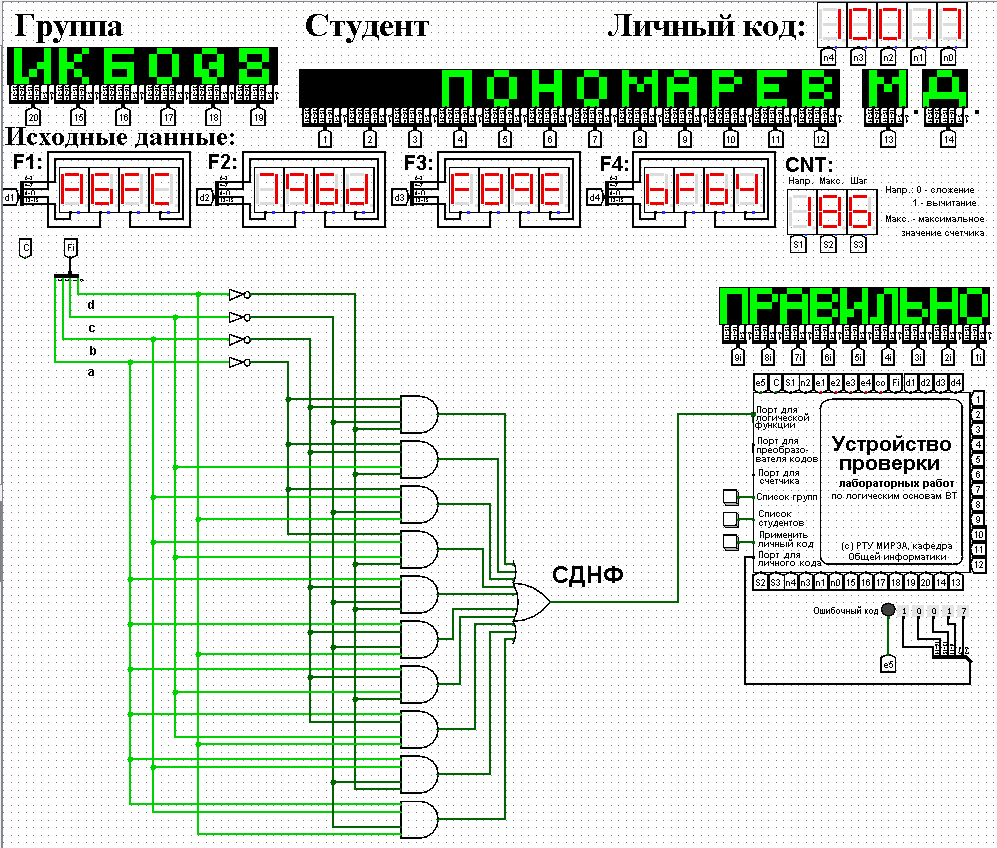 Группа Студент Личный код: 10017
n4 n3 n2 n1 n0
ИКБО08 ПОНОМАРЕВ М.Д.
20 15 16 17 18 19
1 2 3 4 5 6 7 8 9 10 11 12 13 14
Исходные данные:
F1: F2: F3: F4: CNT:
Напр. Макс. Шаг
d1 d2 d3 d4
186
Напр.: 0 - сложение
1 - вычитание
Макс. - максимальное
значение счетчика
S1 S2 S3
C Fi
d
c
b
a
ПРАВИЛЬНО
9i 8i 7i 6i 5i 4i 3i 2i 1i
e5 C S1 n2 e1 e2 e3 e4 co Fi d1 d2 d3 d4
Порт для
логической
функции
Порт для
преобразо-
вателя кодов
Порт для
счетчика
Список групп
Список
студентов
Применить
личный код
Порт для
личного кода
Устройство
проверки
лабораторных работ
по логическим основам ВТ
(с) РТУ МИРЭА, кафедра
Общей информатики
1
2
3
4
5
6
7
8
9
10
11
12
S2 S3 n4 n3 n1 n0 15 16 17 18 19 20 14 13
СДНФ
Ошибочный код 1 0 0 1 7
e5